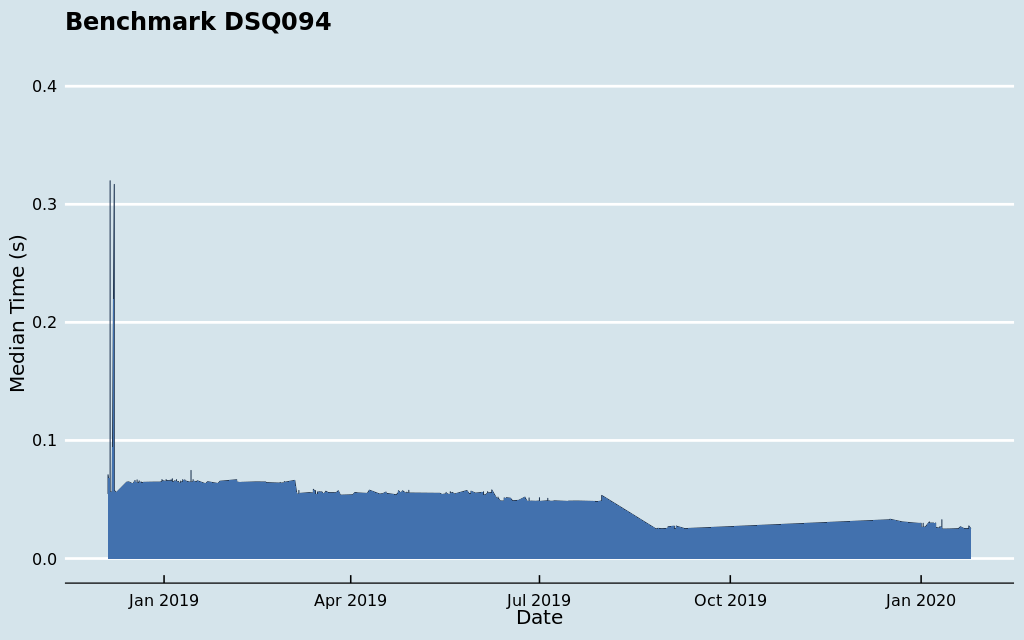 Benchmark DSQ094
0.4
0.3
0.2
0.1
0.0
Median Time (s)
Jan 2019
Apr 2019
Jul 2019
Oct 2019
Jan 2020
Date